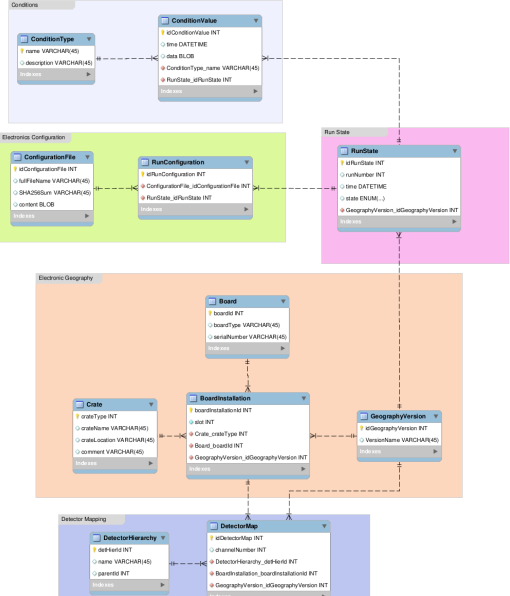 Conditions
ConditionType
name VARCHAR(45)
description VARCHAR(45)
Indexes
ConditionValue
idConditionValue INT
time DATETIME
data BLOB
ConditionType_name VARCHAR(45)
RunState_idRunState INT
Indexes
Electronics Configuration
ConfigurationFile
idConfigurationFile INT
fullFileName VARCHAR(45)
SHA256Sum VARCHAR(45)
content BLOB
Indexes
RunConfiguration
idRunConfiguration INT
ConfigurationFile_idConfigurationFile INT
RunState_idRunState INT
Indexes
Run State
RunState
idRunState INT
runNumber INT
time DATETIME
state ENUM(...)
GeographyVersion_idGeographyVersion INT
Indexes
Electronic Geography
Board
boardId INT
boardType VARCHAR(45)
serialNumber VARCHAR(45)
Indexes
Crate
crateType INT
crateName VARCHAR(45)
crateLocation VARCHAR(45)
comment VARCHAR(45)
Indexes
BoardInstallation
boardInstallationId INT
slot INT
Crate_crateType INT
Board_boardId INT
GeographyVersion_idGeographyVersion INT
Indexes
GeographyVersion
idGeographyVersion INT
VersionName VARCHAR(45)
Indexes
Detector Mapping
DetectorHierarchy
detHierId INT
name VARCHAR(45)
parentId INT
Indexes
DetectorMap
idDetectorMap INT
channelNumber INT
DetectorHierarchy_detHierId INT
BoardInstallation_boardInstallationId INT
GeographyVersion_idGeographyVersion INT